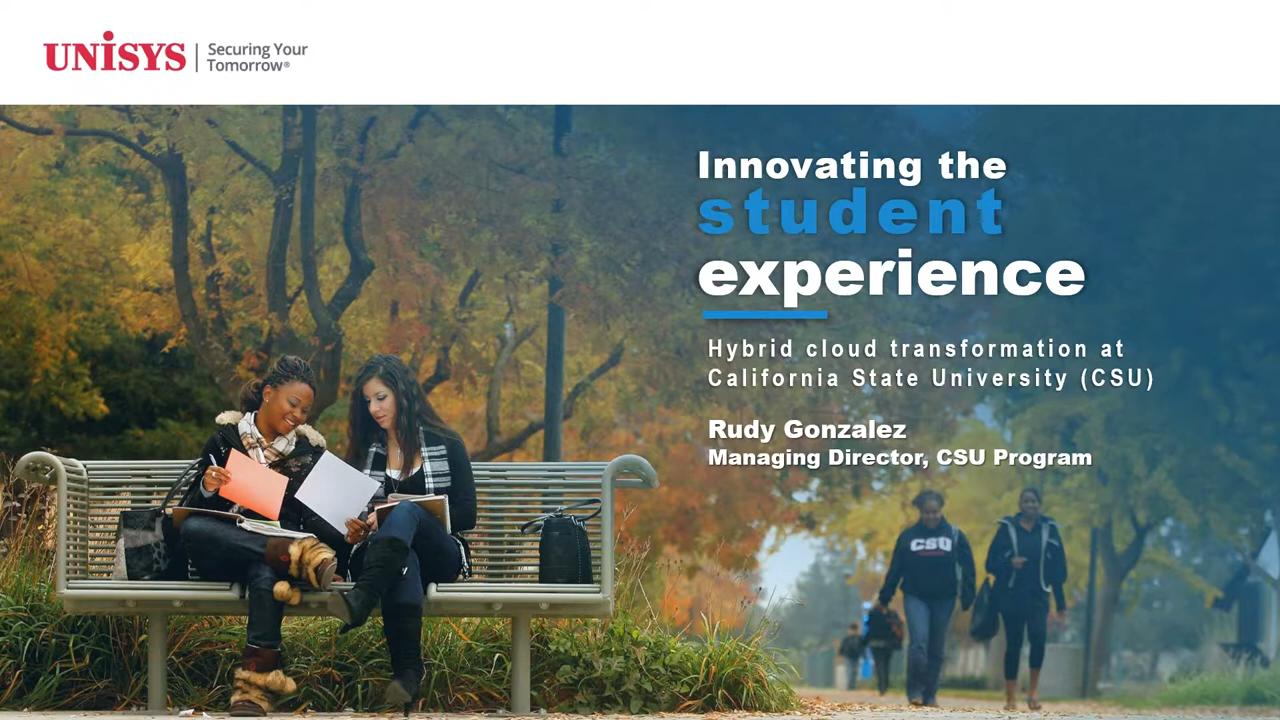 UNiSYS | Securing Your
Tomorrow®
Innovating the
student
experience
Hybrid cloud transformation at
California State University (CSU)
Rudy Gonzalez
Managing Director, CSU Program
CSU